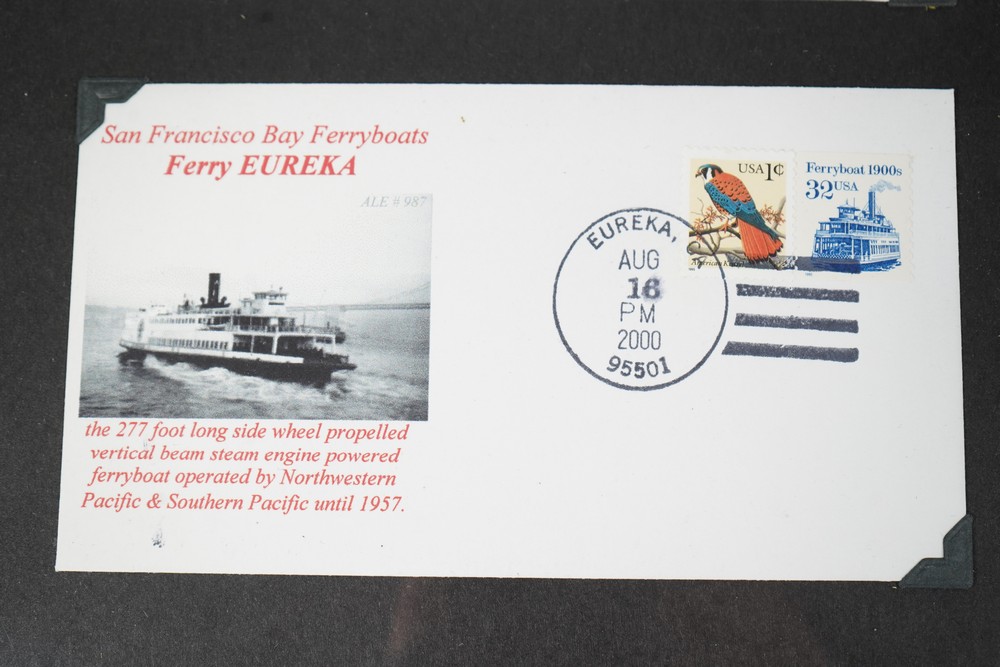 San Francisco Bay Ferryboats
Ferry EUREKA
ALE # 987
the 277 foot long side wheel propelled
vertical beam steam engine powered
ferryboat operated by Northwestern
Pacific & Southern Pacific until 1957.
EUREKA,
AUG
16
PM
2000
95501
USA 1¢
American
Ferryboat 1900s
32 USA